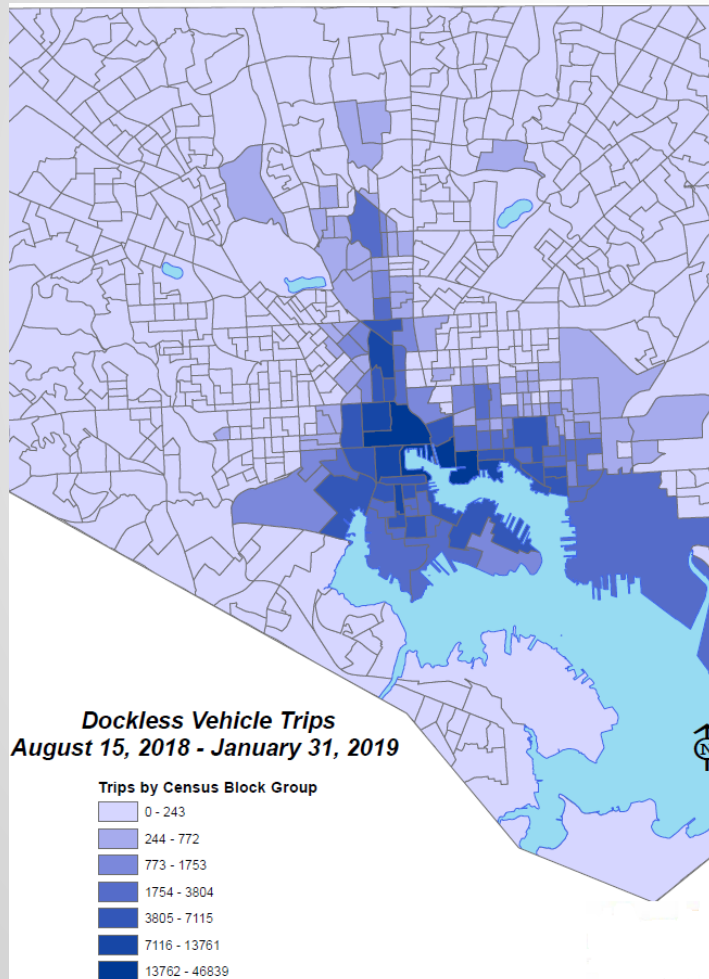 Dockless Vehicle Trips
August 15, 2018 - January 31, 2019
N
Trips by Census Block Group
0 - 243
244 - 772
773 - 1753
1754 - 3804
3805 - 7115
7116 - 13761
13762 - 46839